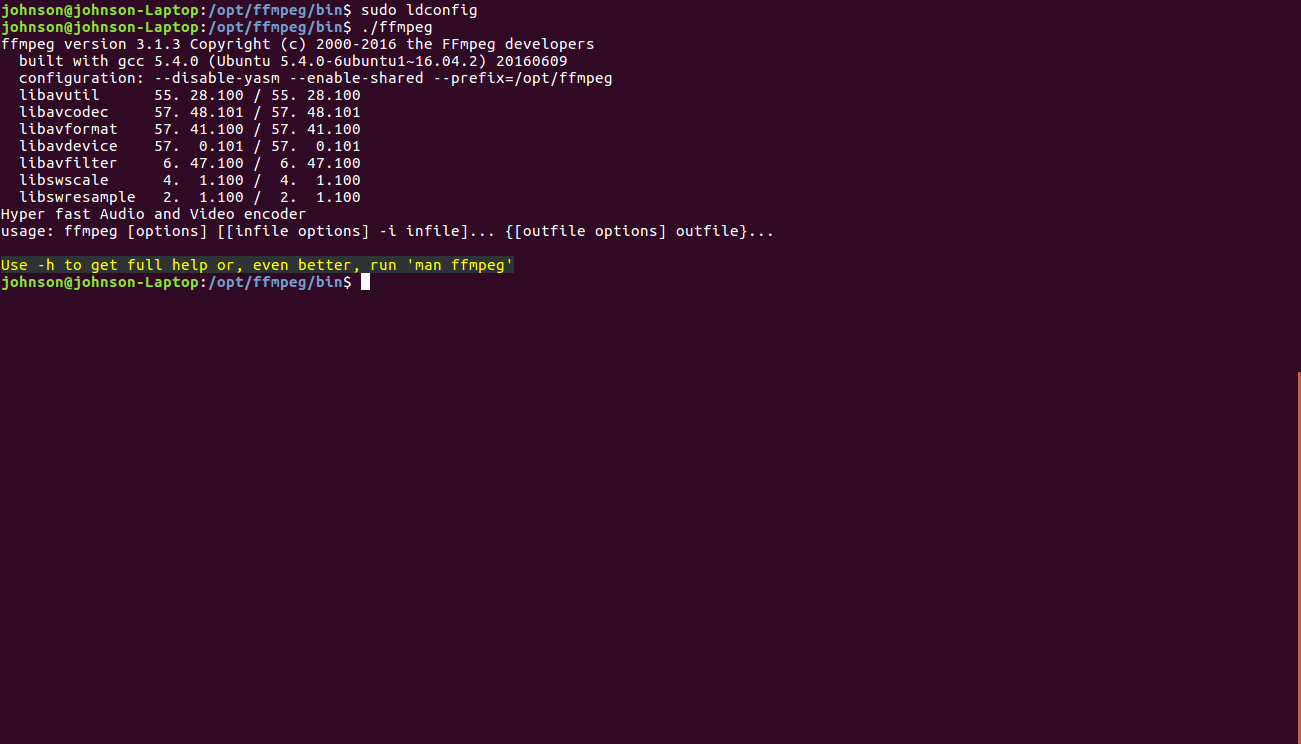 johnson@johnson-Laptop:/opt/ffmpeg/bin$ sudo ldconfig
johnson@johnson-Laptop:/opt/ffmpeg/bin$ ./ffmpeg
ffmpeg version 3.1.3 Copyright (c) 2000-2016 the FFmpeg developers
  built with gcc 5.4.0 (Ubuntu 5.4.0-6ubuntu1~16.04.2) 20160609
  configuration: --disable-yasm --enable-shared --prefix=/opt/ffmpeg
  libavutil      55. 28.100 / 55. 28.100
  libavcodec     57. 48.101 / 57. 48.101
  libavformat    57. 41.100 / 57. 41.100
  libavdevice    57.  0.101 / 57.  0.101
  libavfilter     6. 47.100 /  6. 47.100
  libswscale      4.  1.100 /  4.  1.100
  libswresample   2.  1.100 /  2.  1.100
Hyper fast Audio and Video encoder
usage: ffmpeg [options] [[infile options] -i infile]... {[outfile options] outfile}...
Use -h to get full help or, even better, run 'man ffmpeg'
johnson@johnson-Laptop:/opt/ffmpeg/bin$